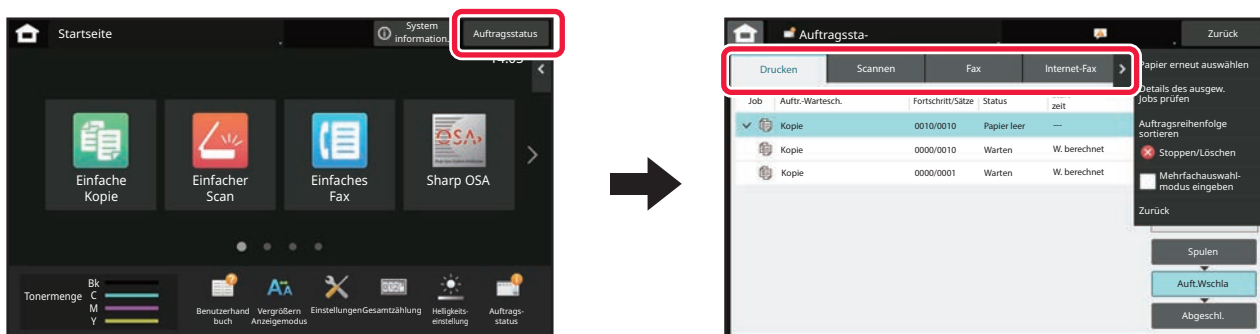 Startseite
System
information.
Auftragsstatus
Einfache
Kopie
Einfacher
Scan
Einfaches
Fax
OSA
Sharp OSA
Tonermenge
Bk
C
M
Y
Benutzerhand
buch
Vergrößern
Anzeigemodus
Einstellungen
Gesamtzählung
Helligkeits-
einstellung
Auftrags-
status
Auftragssta-
Zurück
Drucken
Scannen
Fax
Internet-Fax
Papier erneut auswählen
Details des ausgew.
Jobs prüfen
Auftragsreihenfolge
sortieren
Stoppen/Löschen
Mehrfachauswahl-
modus eingeben
Zurück
Job Auftr.-Wartesch. Fortschritt/Sätze Status zeit
Kopie 0010/0010 Papier leer —
Kopie 0000/0010 Warten W. berechnet
Kopie 0000/0001 Warten W. berechnet
Spulen
Auft.Wschla
Abgeschl.